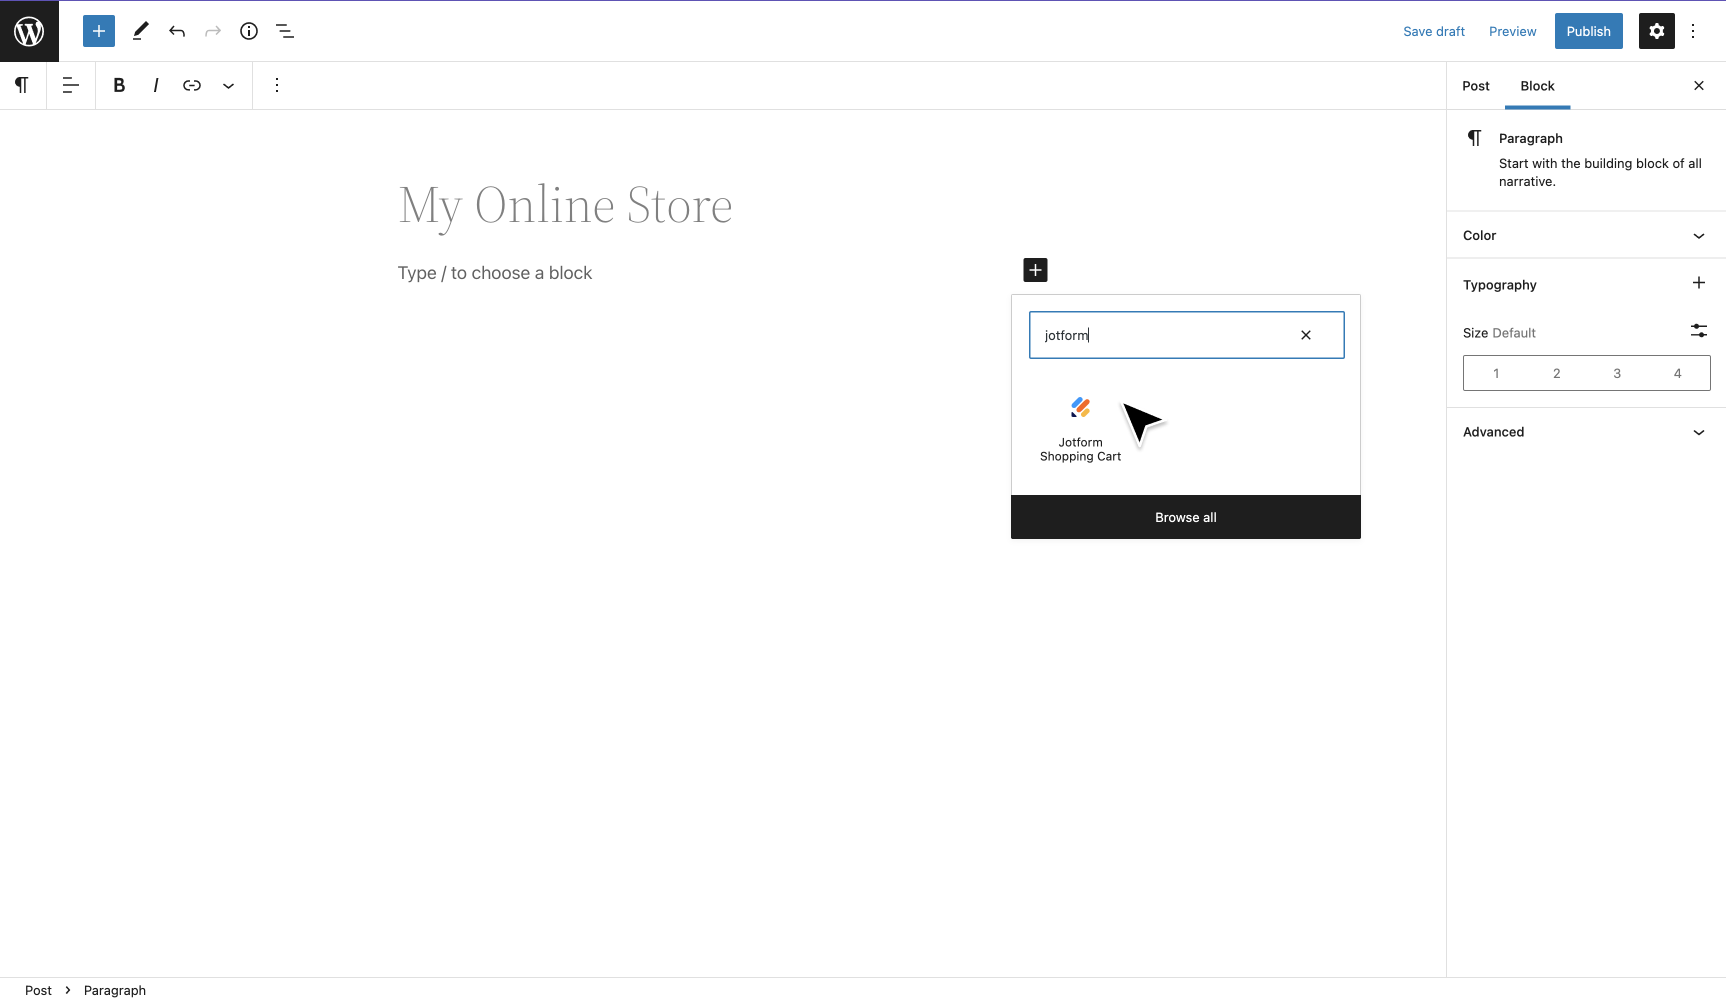 Save draft Preview Publish
B I
Post Block
Paragraph
Start with the building block of all
narrative.
My Online Store
Color
Type / to choose a block
Typography
jotform
Size Default
1 2 3 4
Jotform
Shopping Cart
Advanced
Browse all
Post > Paragraph